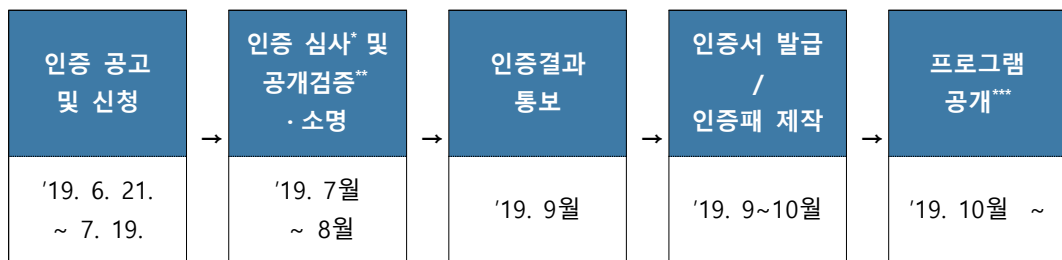 인증 공고
및 신청
'19. 6. 21.
~ 7. 19.
→
인증 심사* 및
공개검증**
· 소명
'19. 7월
~ 8월
→
인증결과
통보
'19. 9월
→
인증서 발급
/
인증패 제작
'19. 9~10월
→
프로그램
공개***
'19. 10월 ~